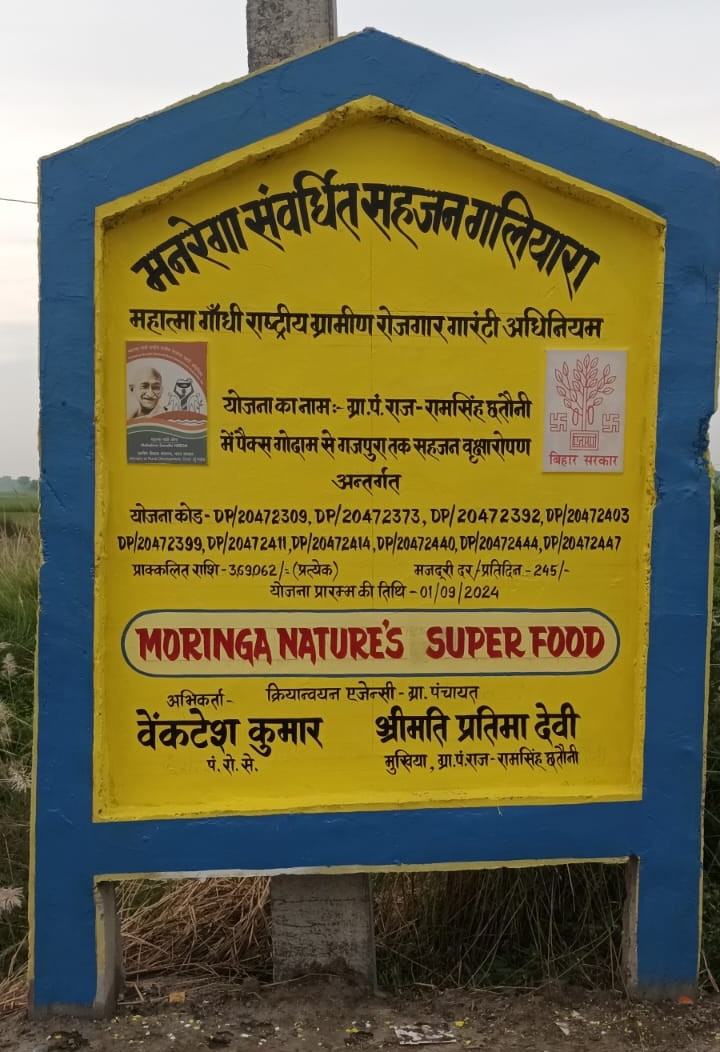 मनरेगा संवर्धित सहजन गलियारा
महात्मा गाँधी राष्ट्रीय ग्रामीण रोजगार गारंटी अधिनियम
योजना का नाम :- ग्रा.पं. राज - रामसिंह छतौनी
में पैक्स गोदाम से गजपुरा तक सहजन वृक्षारोपण
अन्तर्गत
बिहार सरकार
योजना कोड - DP/20472309, DP/20472373, DP/20472392, DP/20472403
DP/20472399, DP/20472411, DP/20472414, DP/20472440, DP/20472444, DP/20472447
प्राक्कलित राशि - 3,69,062/= (प्रत्येक) मजदूरी दर/प्रतिदिन - 245/-
योजना प्रारम्भ की तिथि - 01/09/2024
MORINGA NATURE'S SUPER FOOD
अभिकर्ता - क्रियान्वयन एजेन्सी - ग्रा. पंचायत
वेंकटेश कुमार श्रीमति प्रतिमा देवी
पं. रो. से. मुखिया, ग्रा.पं. राज - रामसिंह छतौनी